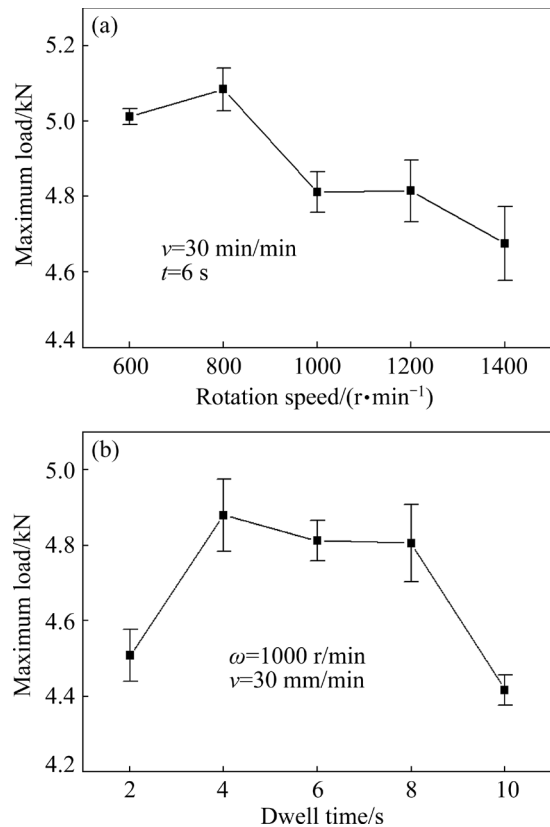 (a)
5.2
5.0
4.8
4.6
4.4
Maximum load/kN
v=30 min/min
t=6 s
600 800 1000 1200 1400
Rotation speed/(r•min⁻¹)
(b)
5.0
4.8
4.6
4.4
4.2
Maximum load/kN
ω=1000 r/min
v=30 mm/min
2 4 6 8 10
Dwell time/s